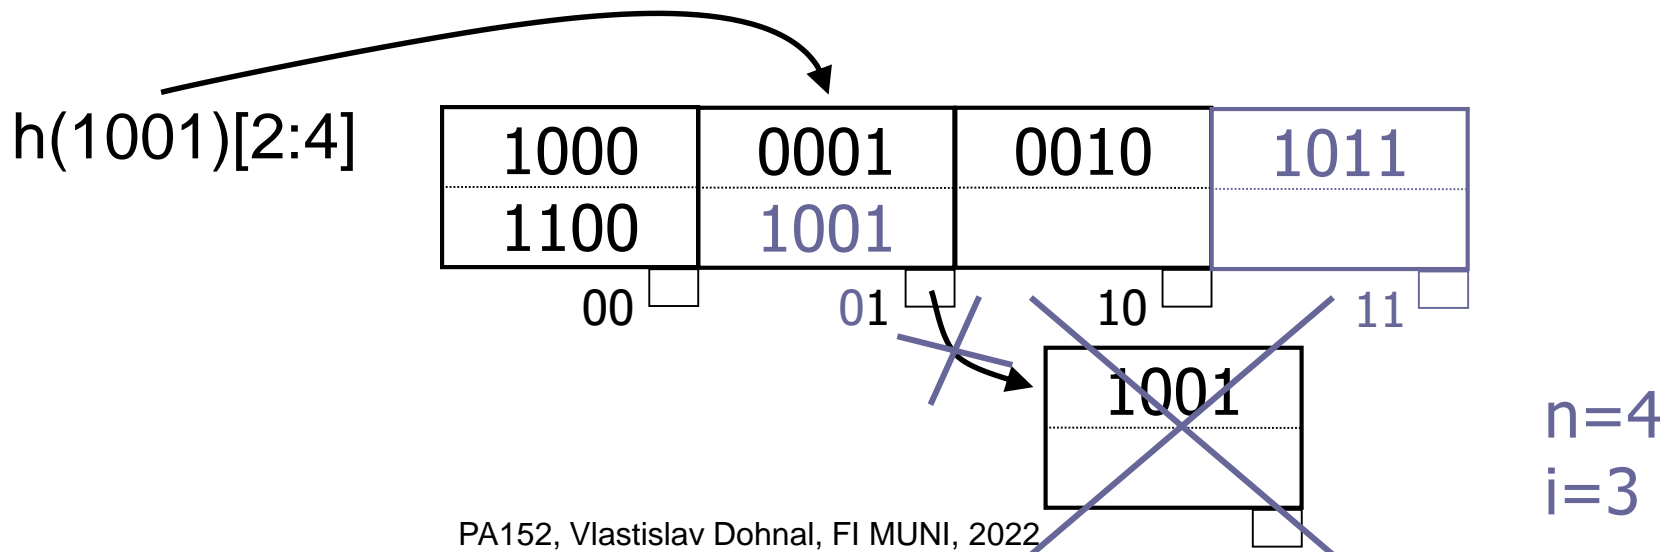 h(1001)[2:4]
1000 0001 0010 1011
1100 1001
00 01 10 11
1001
n=4
i=3
PA152, Vlastislav Dohnal, FI MUNI, 2022